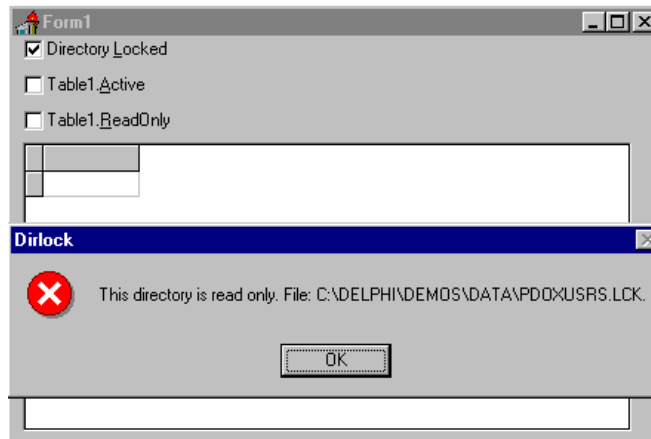 Form1
Directory Locked
Table1.Active
Table1.ReadOnly
Dirlock
This directory is read only. File: C:\DELPHI\DEMOS\DATA\PDOXUSRS.LCK.
OK